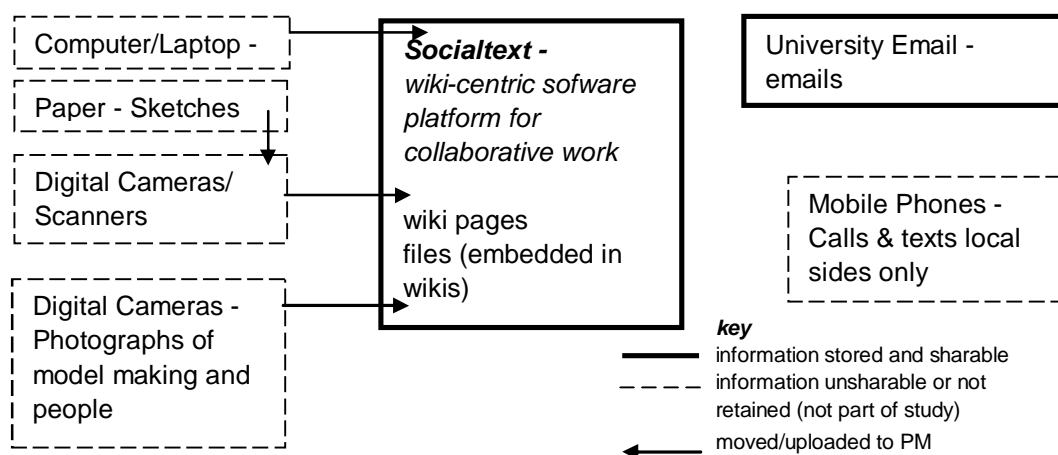 Computer/Laptop -
Paper - Sketches
Digital Cameras/
Scanners
Digital Cameras -
Photographs of
model making and
people
Socialtext -
wiki-centric sofware
platform for
collaborative work
wiki pages
files (embedded in
wikis)
University Email -
emails
Mobile Phones -
Calls & texts local
sides only
key
information stored and sharable
information unsharable or not
retained (not part of study)
moved/uploaded to PM